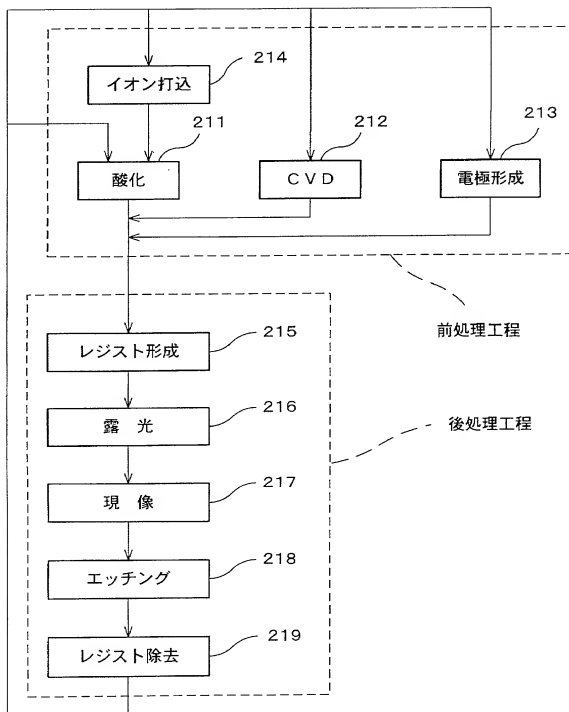 214
イオン打込
211
212
213
酸化
CVD
電極形成
前処理工程
レジスト形成
215
露 光
216
後処理工程
現 像
217
エッチング
218
レジスト除去
219